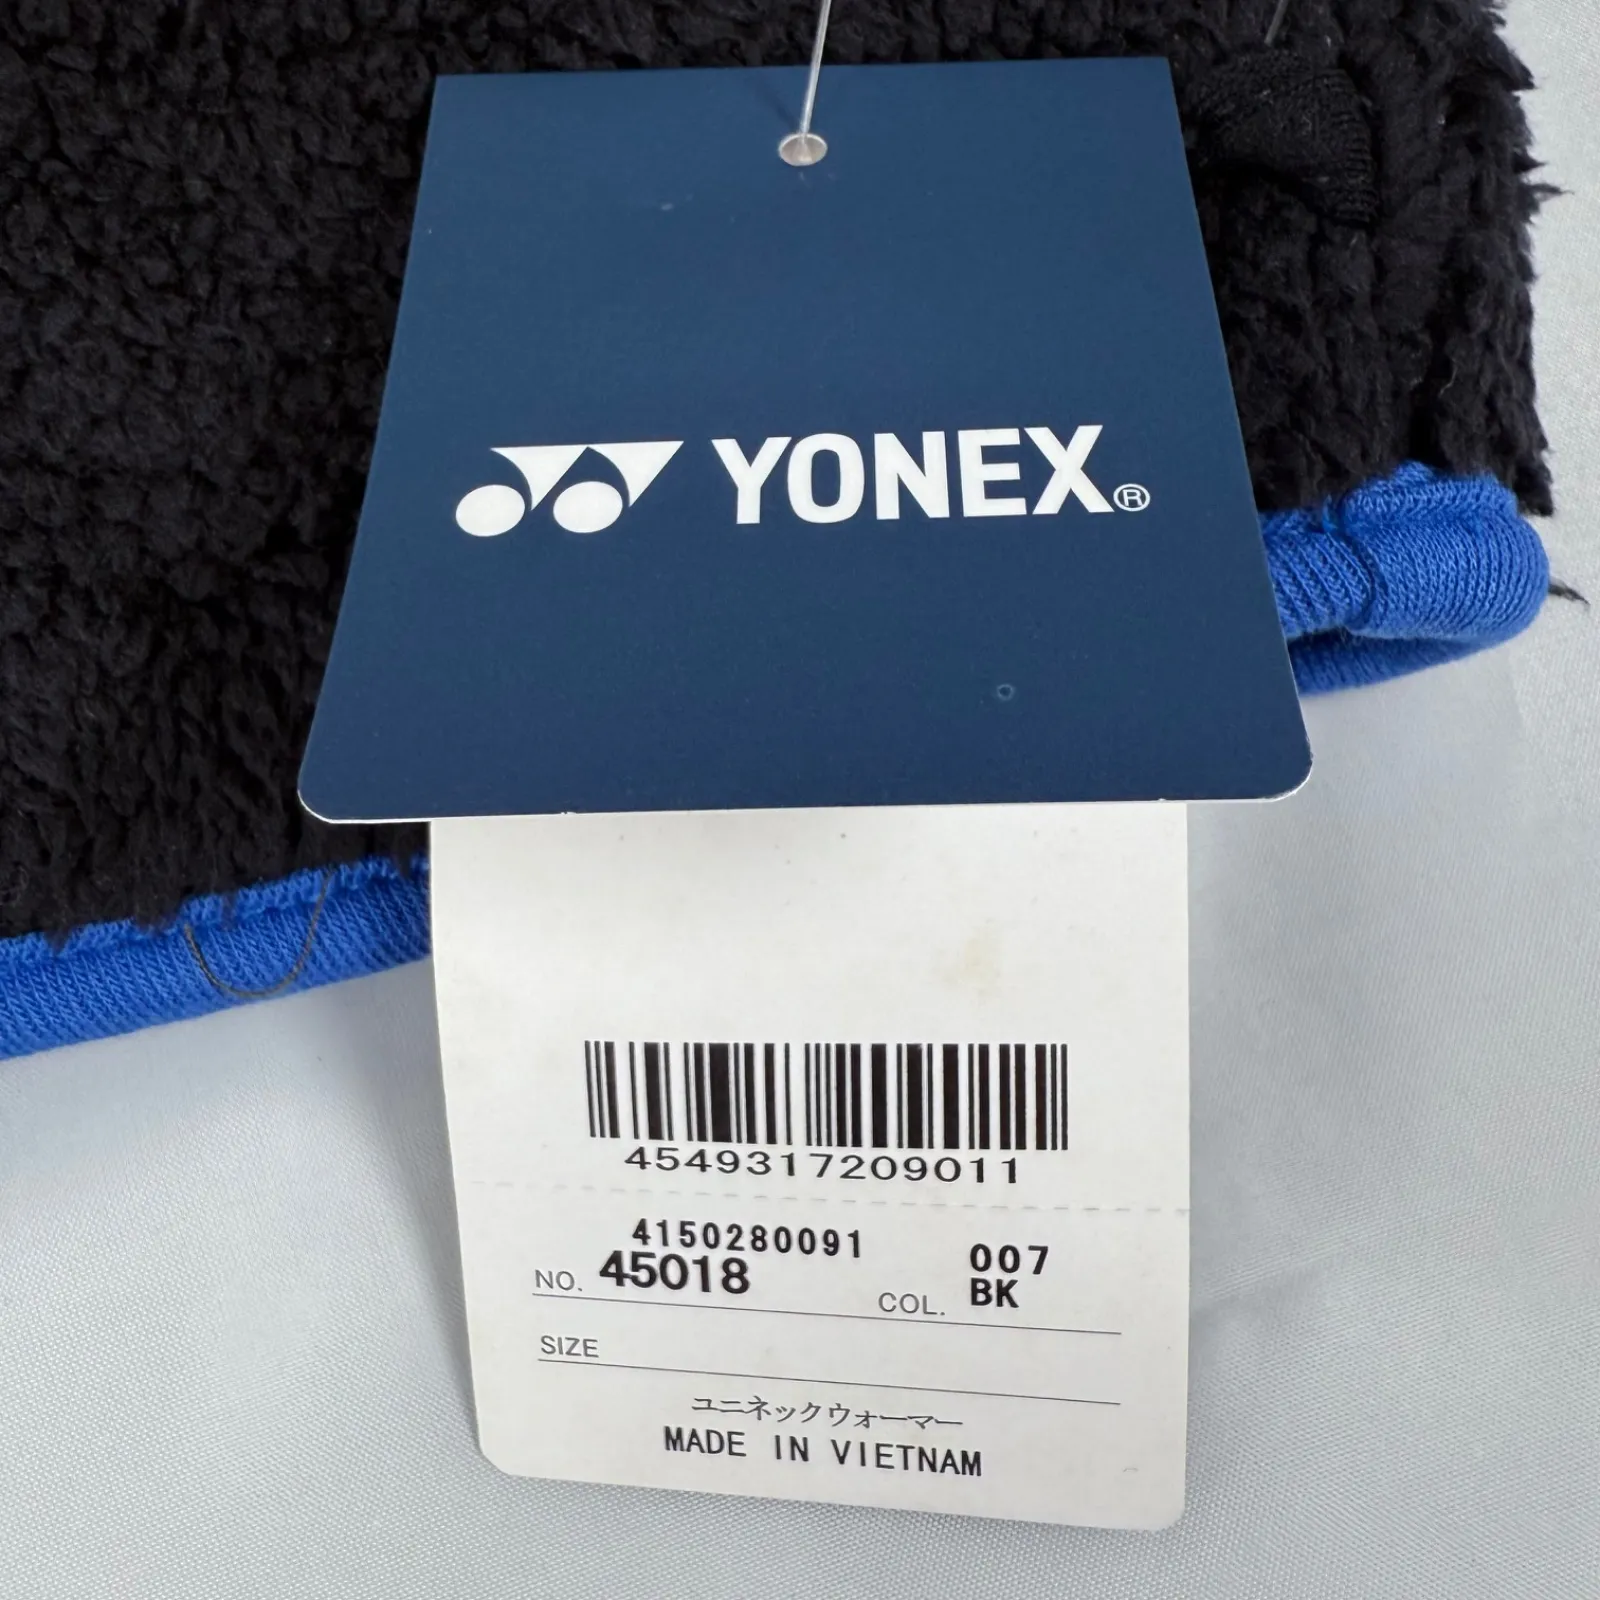 YONEX®
4549317209011
4150280091
007
NO. 45018
COL. BK
SIZE
ユニネックウォーマー
MADE IN VIETNAM